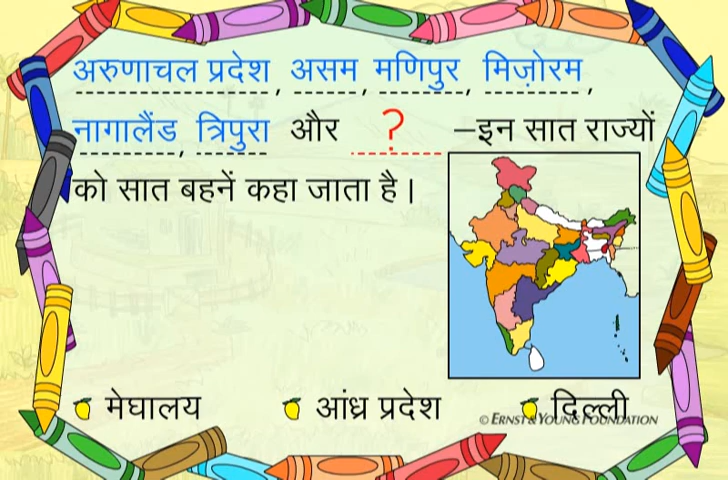 अरुणाचल प्रदेश, असम, मणिपुर, मिज़ोरम,
नागालैंड, त्रिपुरा और ? –इन सात राज्यों
को सात बहनें कहा जाता है।
मेघालय आंध्र प्रदेश दिल्ली
© ERNST & YOUNG FOUNDATION